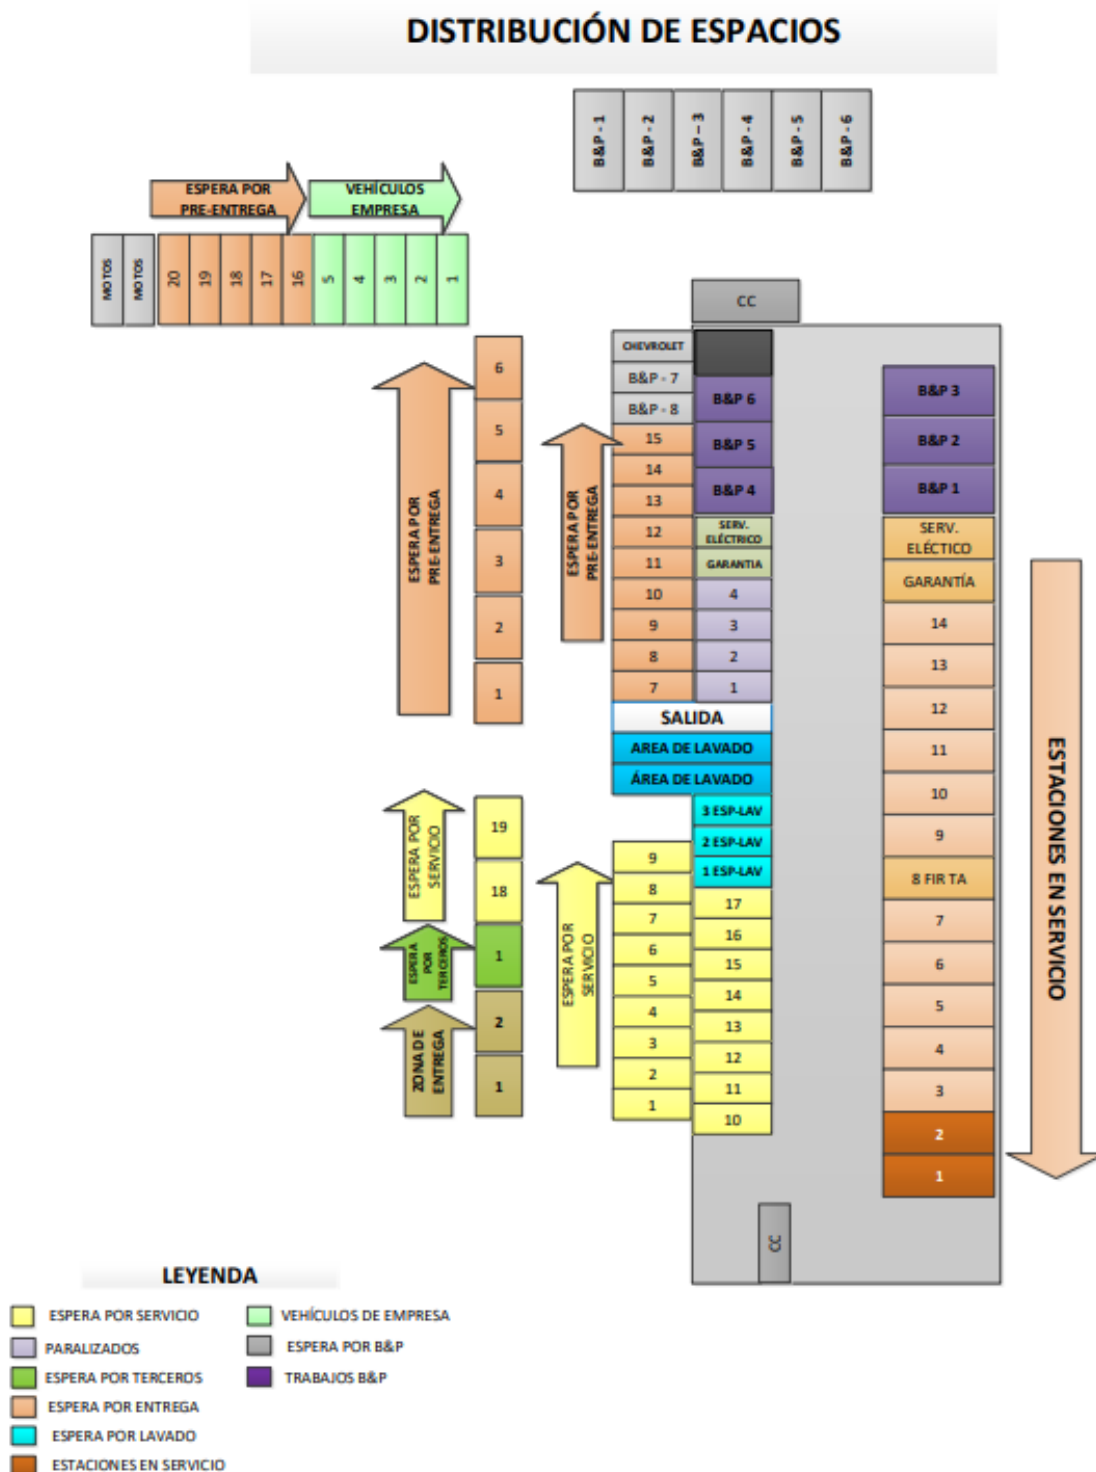 DISTRIBUCIÓN DE ESPACIOS
B&P - 1
B&P - 2
B&P – 3
B&P - 4
B&P - 5
B&P - 6
ESPERA POR
PRE-ENTREGA
VEHÍCULOS
EMPRESA
MOTOS
MOTOS
20
19
18
17
16
5
4
3
2
1
CC
6
5
4
3
2
1
ESPERA POR
PRE-ENTREGA
ESPERA POR
PRE-ENTREGA
CHEVROLET
B&P - 7
B&P - 8
15
14
13
12
11
10
9
8
7
B&P 6
B&P 5
B&P 4
SERV.
ELÉCTRICO
GARANTIA
4
3
2
1
SALIDA
AREA DE LAVADO
ÁREA DE LAVADO
3 ESP-LAV
2 ESP-LAV
1 ESP-LAV
B&P 3
B&P 2
B&P 1
SERV.
ELÉCTICO
GARANTÍA
14
13
12
11
10
9
8 FIR TA
7
6
5
4
3
2
1
ESTACIONES EN SERVICIO
ESPERA POR
SERVICIO
19
18
ESPERA
POR
TERCEROS
1
ZONA DE
ENTREGA
2
1
ESPERA POR
SERVICIO
9
8
7
6
5
4
3
2
1
17
16
15
14
13
12
11
10
CC
LEYENDA
ESPERA POR SERVICIO
PARALIZADOS
ESPERA POR TERCEROS
ESPERA POR ENTREGA
ESPERA POR LAVADO
ESTACIONES EN SERVICIO
VEHÍCULOS DE EMPRESA
ESPERA POR B&P
TRABAJOS B&P